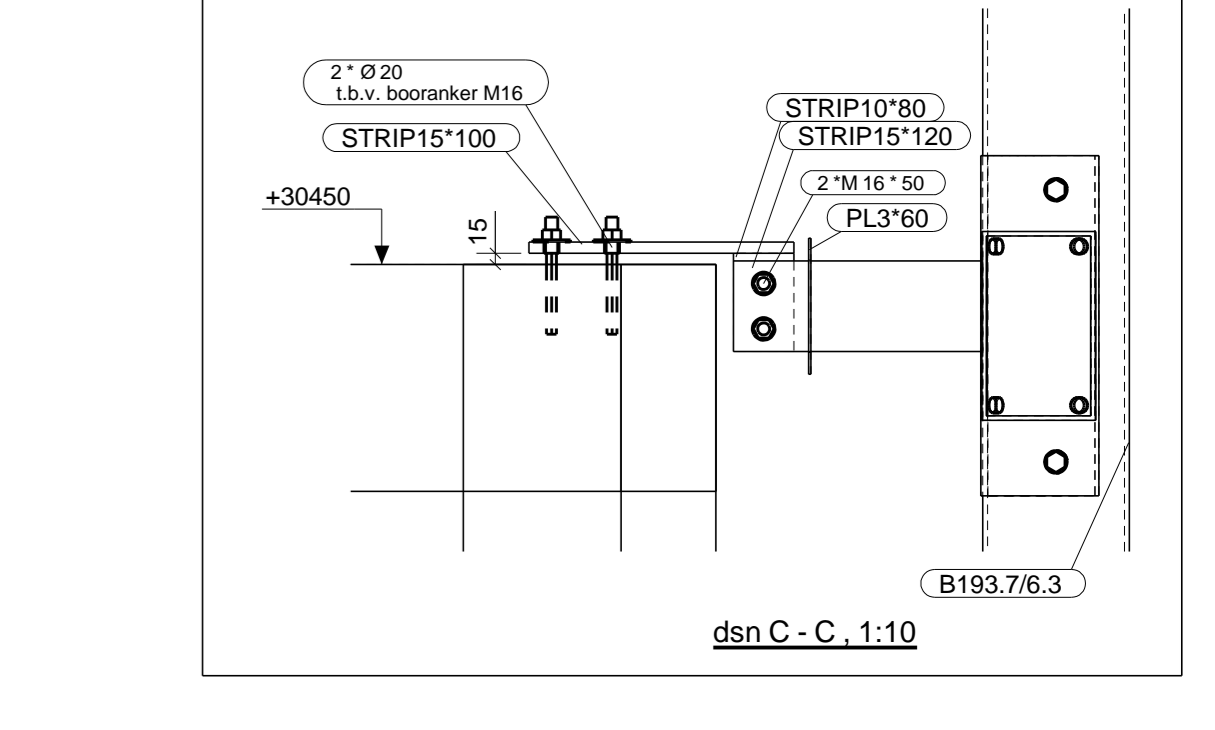 2 * Ø 20
t.b.v. booranker M16
STRIP15*100
STRIP10*80
STRIP15*120
2 *M 16 * 50
PL3*60
+30450
15
B193.7/6.3
dsn C - C , 1:10